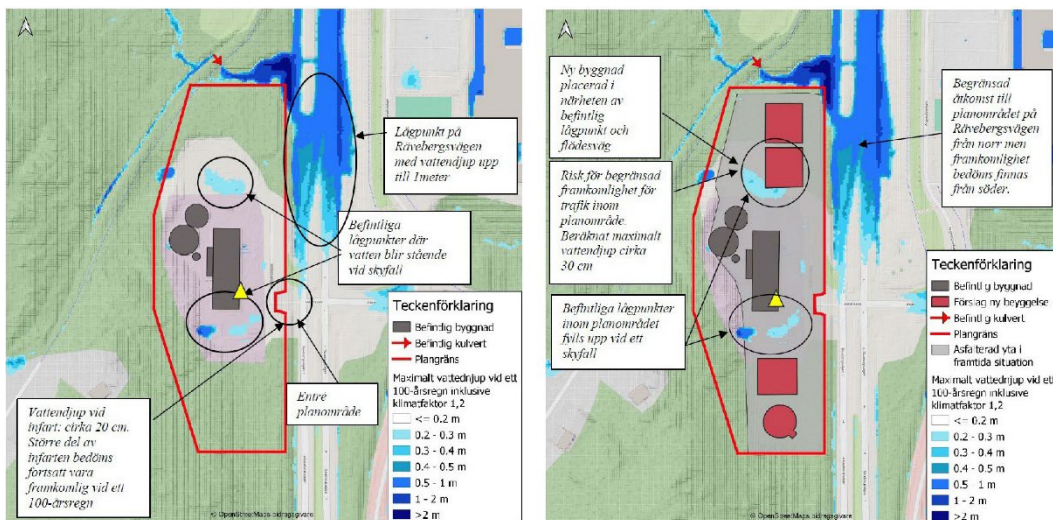 Lågpunkt på
Rävebergsvägen
med vattendjup upp
till 1meter
Befintliga
lågpunkter där
vatten blir stående
vid skyfall
Vattendjup vid
infart: cirka 20 cm.
Större del av
infarten bedöms
fortsatt vara
framkomlig vid ett
100-årsregn
Entré
planområde
Teckenförklaring
Befintlig byggnad
Befintlig kulvert
Plangräns
Maximalt vattednjup vid ett
100-årsregn inklusive
klimatfaktor 1,2
<= 0.2 m
0.2 - 0.3 m
0.3 - 0.4 m
0.4 - 0.5 m
0.5 - 1 m
1 - 2 m
>2 m
© OpenStreetMaps bidragsgivare
Ny byggnad
placerad i
närheten av
befintlig
lågpunkt och
flödesväg
Risk för begränsad
framkomlighet för
trafik inom
planområde.
Beräknat maximalt
vattendjup cirka
30 cm
Befintliga lågpunkter
inom planområdet
fylls upp vid ett
skyfall
Begränsad
åtkomst till
planområdet på
Rävebergsvägen
från norr men
framkomlighet
bedöms finnas
från söder.
Teckenförklaring
Befintlig byggnad
Förslag ny beyggelse
Befintlig kulvert
Plangräns
Asfalterad yta i
framtida situation
Maximalt vattednjup vid ett
100-årsregn inklusive
klimatfaktor 1,2
<= 0.2 m
0.2 - 0.3 m
0.3 - 0.4 m
0.4 - 0.5 m
0.5 - 1 m
1 - 2 m
>2 m
© OpenStreetMaps bidragsgivare